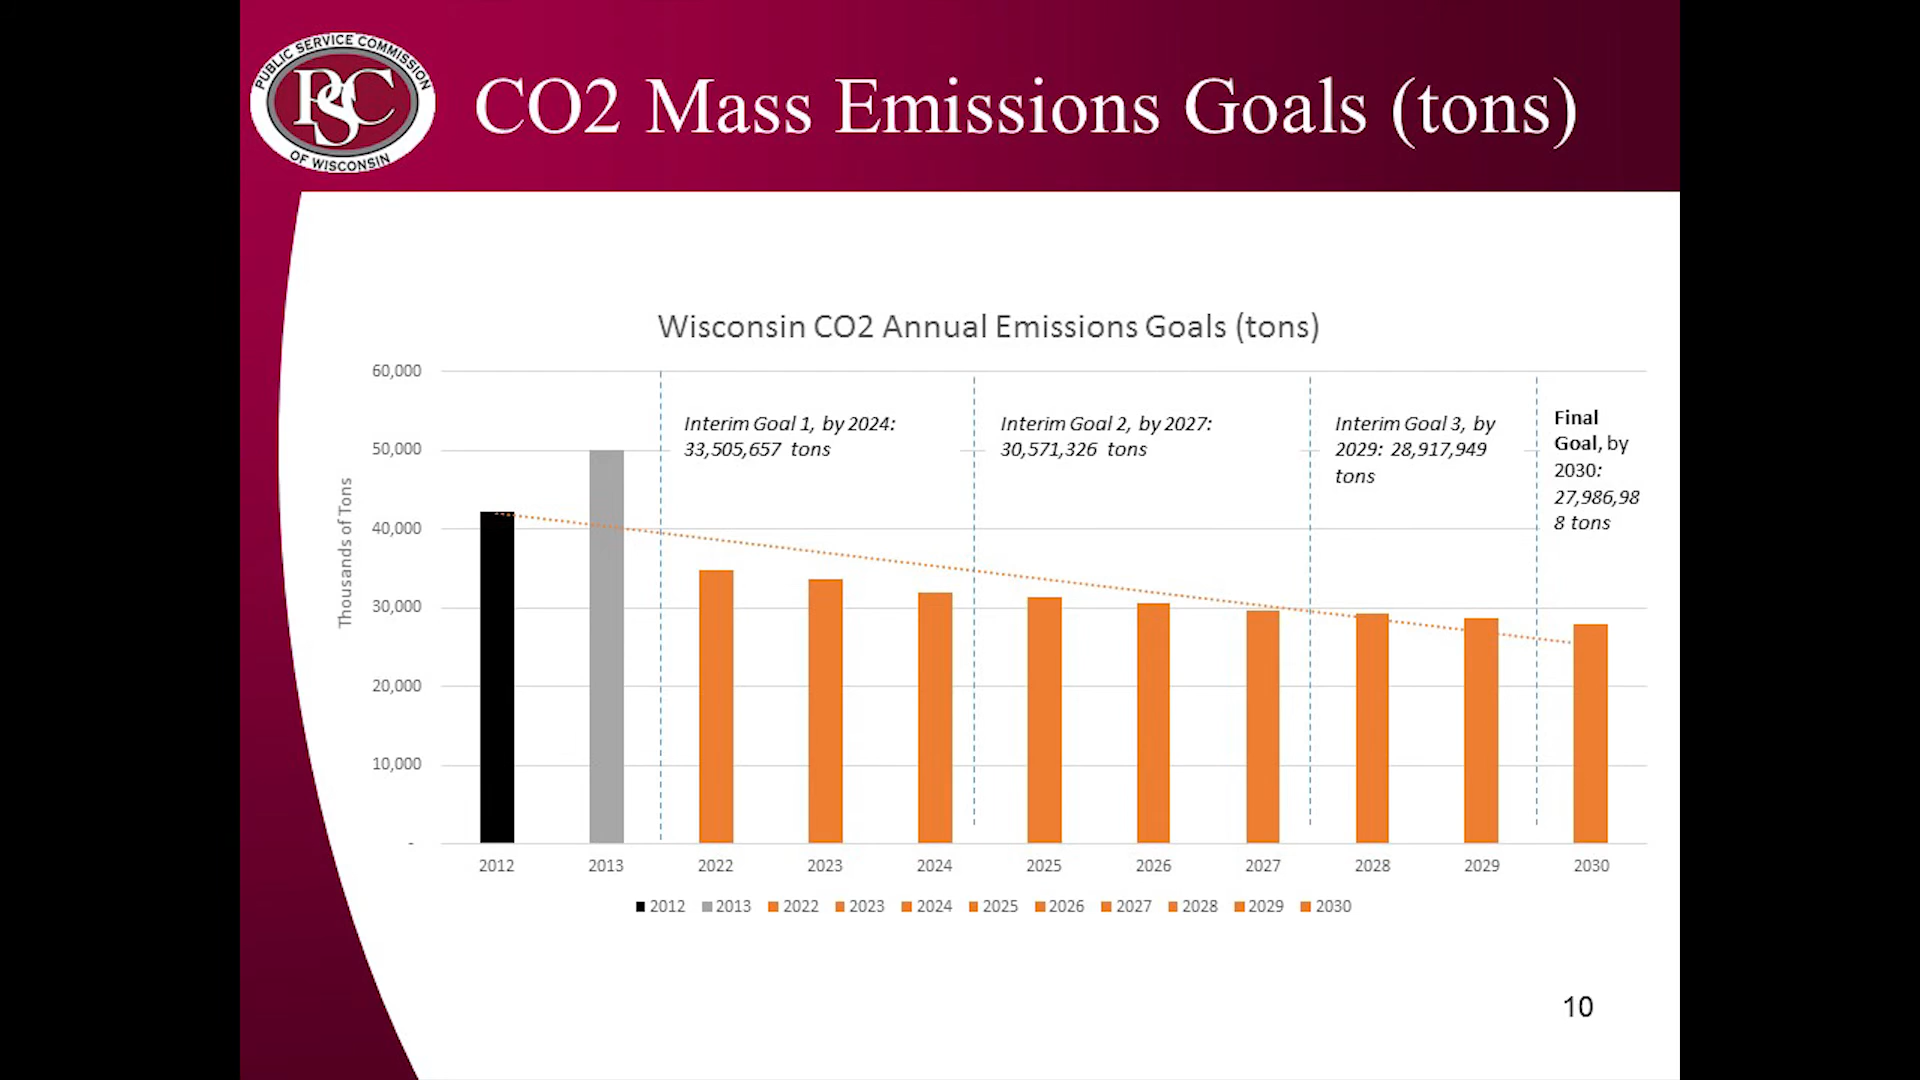 PUBLIC SERVICE COMMISSION
PSC
OF WISCONSIN
CO2 Mass Emissions Goals (tons)
Wisconsin CO2 Annual Emissions Goals (tons)
Thousands of Tons
60,000
50,000
40,000
30,000
20,000
10,000
-
Interim Goal 1, by 2024:
33,505,657 tons
Interim Goal 2, by 2027:
30,571,326 tons
Interim Goal 3, by
2029: 28,917,949
tons
Final
Goal, by
2030:
27,986,98
8 tons
2012 2013 2022 2023 2024 2025 2026 2027 2028 2029 2030
2012 2013 2022 2023 2024 2025 2026 2027 2028 2029 2030
10